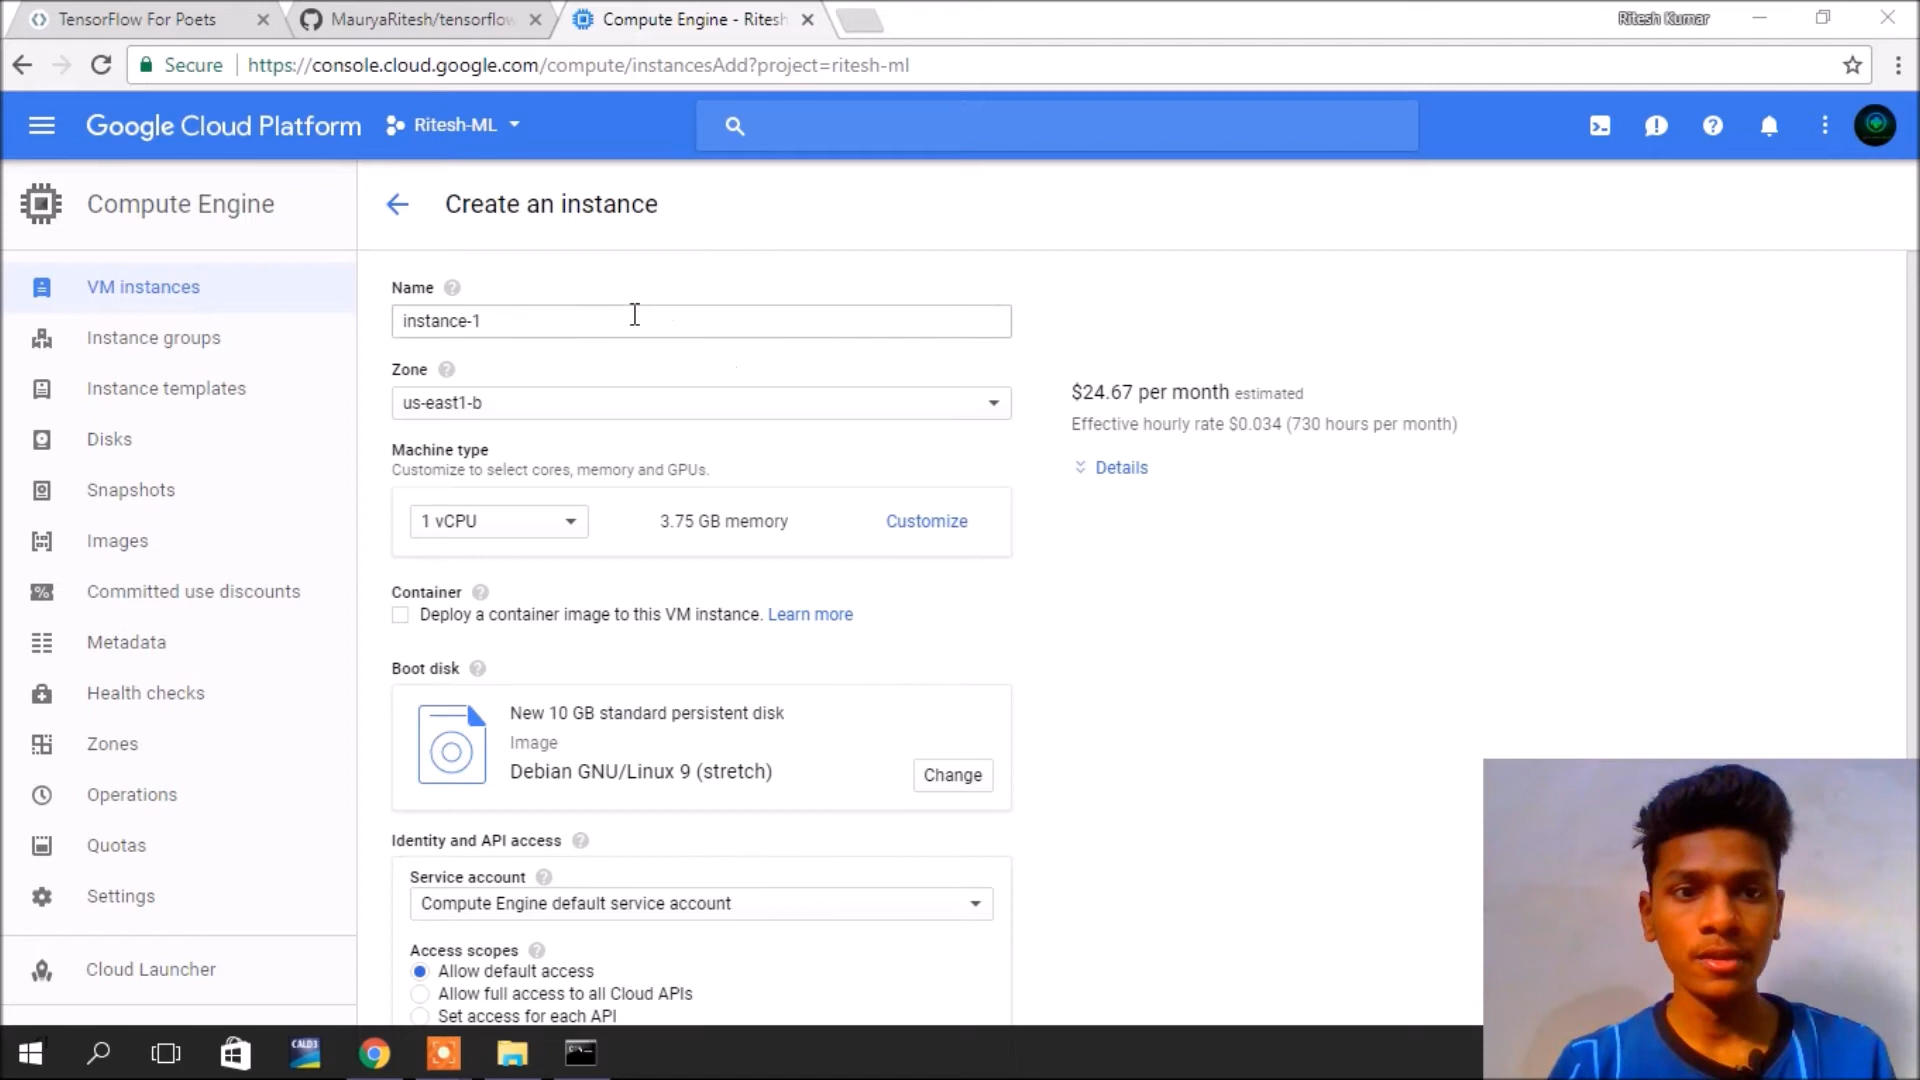 TensorFlow For Poets
MauryaRitesh/tensorflow
Compute Engine - Ritesh
Ritesh Kumar
Secure
https://console.cloud.google.com/compute/instancesAdd?project=ritesh-ml
Google Cloud Platform
Ritesh-ML
Compute Engine
Create an instance
VM instances
Instance groups
Instance templates
Disks
Snapshots
Images
Committed use discounts
Metadata
Health checks
Zones
Operations
Quotas
Settings
Cloud Launcher
Name
instance-1
Zone
us-east1-b
Machine type
Customize to select cores, memory and GPUs.
1 vCPU
3.75 GB memory
Customize
Container
Deploy a container image to this VM instance. Learn more
Boot disk
New 10 GB standard persistent disk
Image
Debian GNU/Linux 9 (stretch)
Change
Identity and API access
Service account
Compute Engine default service account
Access scopes
Allow default access
Allow full access to all Cloud APIs
Set access for each API
$24.67 per month estimated
Effective hourly rate $0.034 (730 hours per month)
Details
CALD3